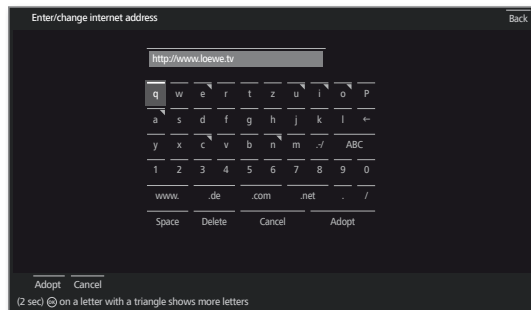 Enter/change internet address Back
http://www.loewe.tv
q w e r t z u i o P
a s d f g h j k l ←
y x c v b n m .-/ ABC
1 2 3 4 5 6 7 8 9 0
www. .de .com .net . /
Space Delete Cancel Adopt
Adopt Cancel
(2 sec) OK on a letter with a triangle shows more letters